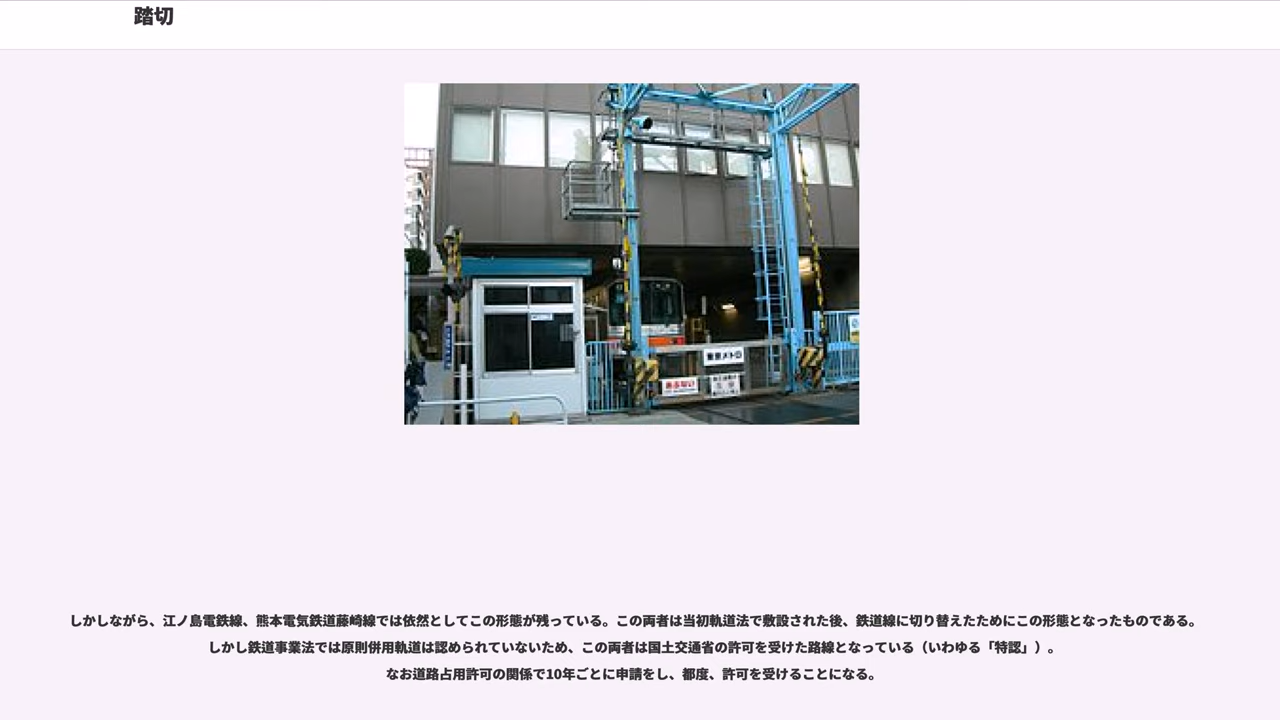 踏切
東京メトロ
あぶない
しかしながら、江ノ島電鉄線、熊本電気鉄道藤崎線では依然としてこの形態が残っている。この両者は当初軌道法で敷設された後、鉄道線に切り替えたためにこの形態となったものである。
しかし鉄道事業法では原則併用軌道は認められていないため、この両者は国土交通省の許可を受けた路線となっている（いわゆる「特認」）。
なお道路占用許可の関係で10年ごとに申請をし、都度、許可を受けることになる。